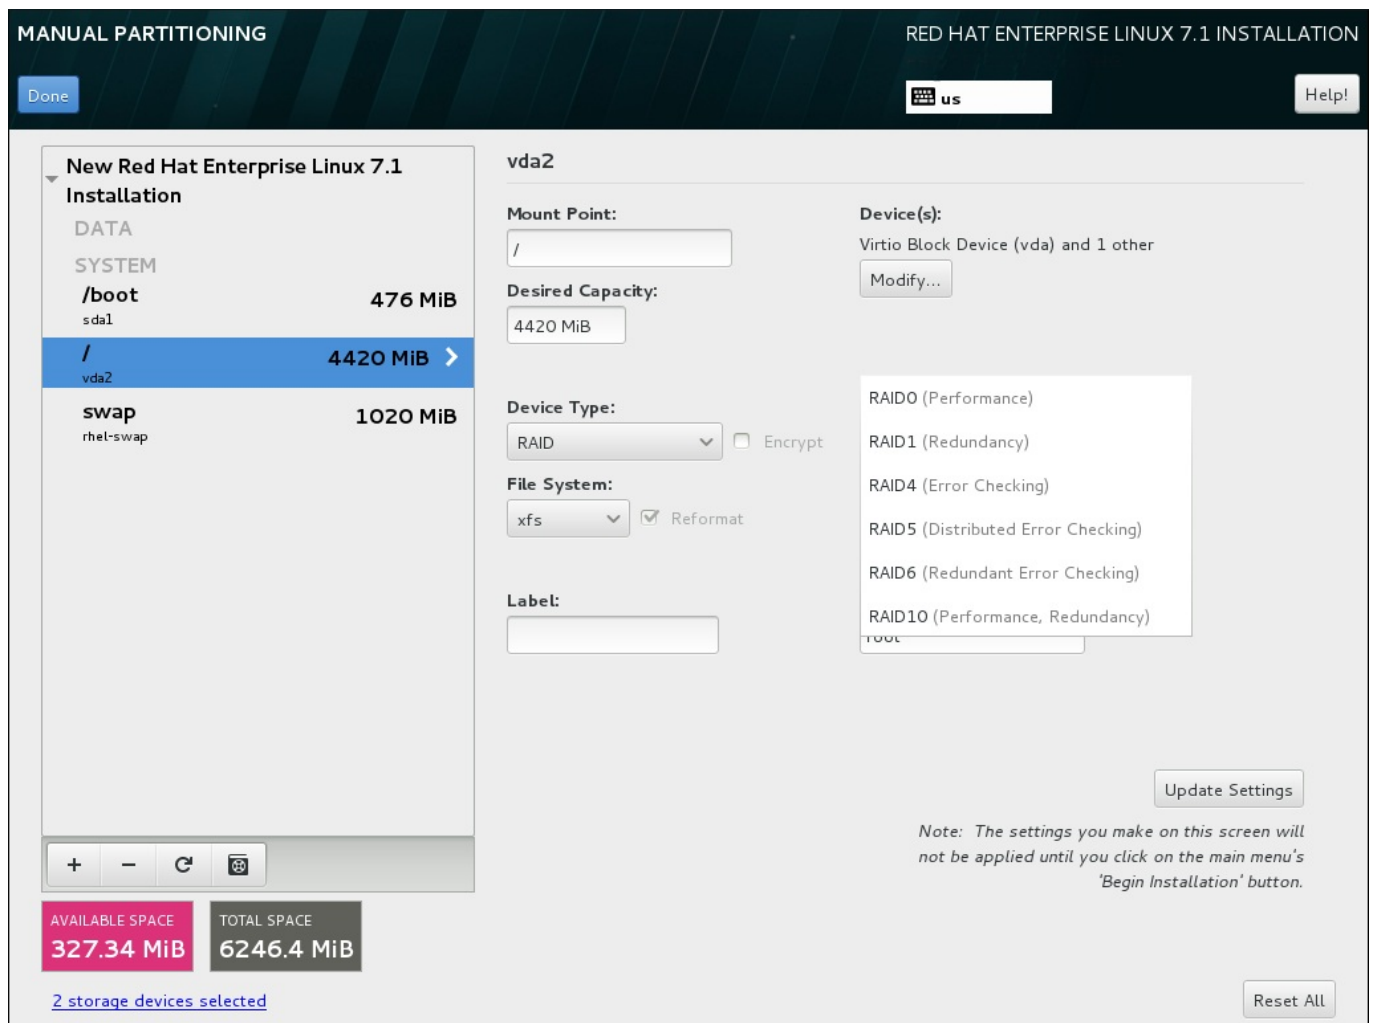 MANUAL PARTITIONING
RED HAT ENTERPRISE LINUX 7.1 INSTALLATION
Done
us
Help!
New Red Hat Enterprise Linux 7.1
Installation
DATA
SYSTEM
/boot
476 MiB
sda1
/
4420 MiB
vda2
swap
1020 MiB
rhel-swap
vda2
Mount Point:
/
Desired Capacity:
4420 MiB
Device(s):
Virtio Block Device (vda) and 1 other
Modify...
Device Type:
RAID
Encrypt
File System:
xfs
Reformat
Label:
RAID0 (Performance)
RAID1 (Redundancy)
RAID4 (Error Checking)
RAID5 (Distributed Error Checking)
RAID6 (Redundant Error Checking)
RAID10 (Performance, Redundancy)
root
Update Settings
Note: The settings you make on this screen will
not be applied until you click on the main menu's
'Begin Installation' button.
+ −
AVAILABLE SPACE
327.34 MiB
TOTAL SPACE
6246.4 MiB
2 storage devices selected
Reset All